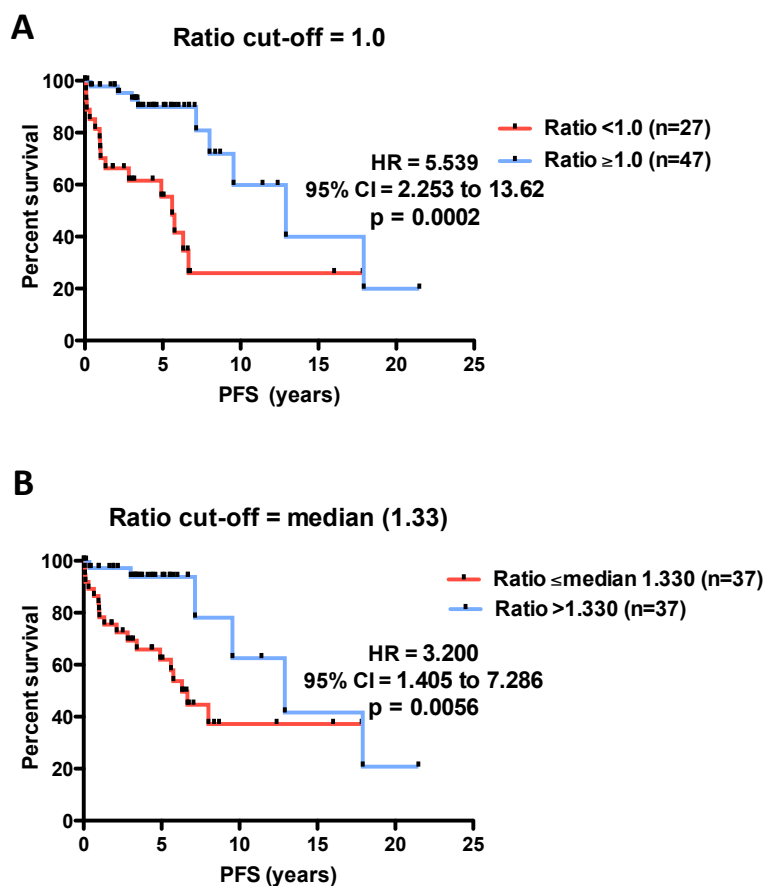 A
Ratio cut-off = 1.0
Percent survival
100
80
60
40
20
0
0 5 10 15 20 25
PFS (years)
Ratio <1.0 (n=27)
Ratio ≥1.0 (n=47)
HR = 5.539
95% CI = 2.253 to 13.62
p = 0.0002
B
Ratio cut-off = median (1.33)
Percent survival
100
80
60
40
20
0
0 5 10 15 20 25
PFS (years)
Ratio ≤median 1.330 (n=37)
Ratio >1.330 (n=37)
HR = 3.200
95% CI = 1.405 to 7.286
p = 0.0056